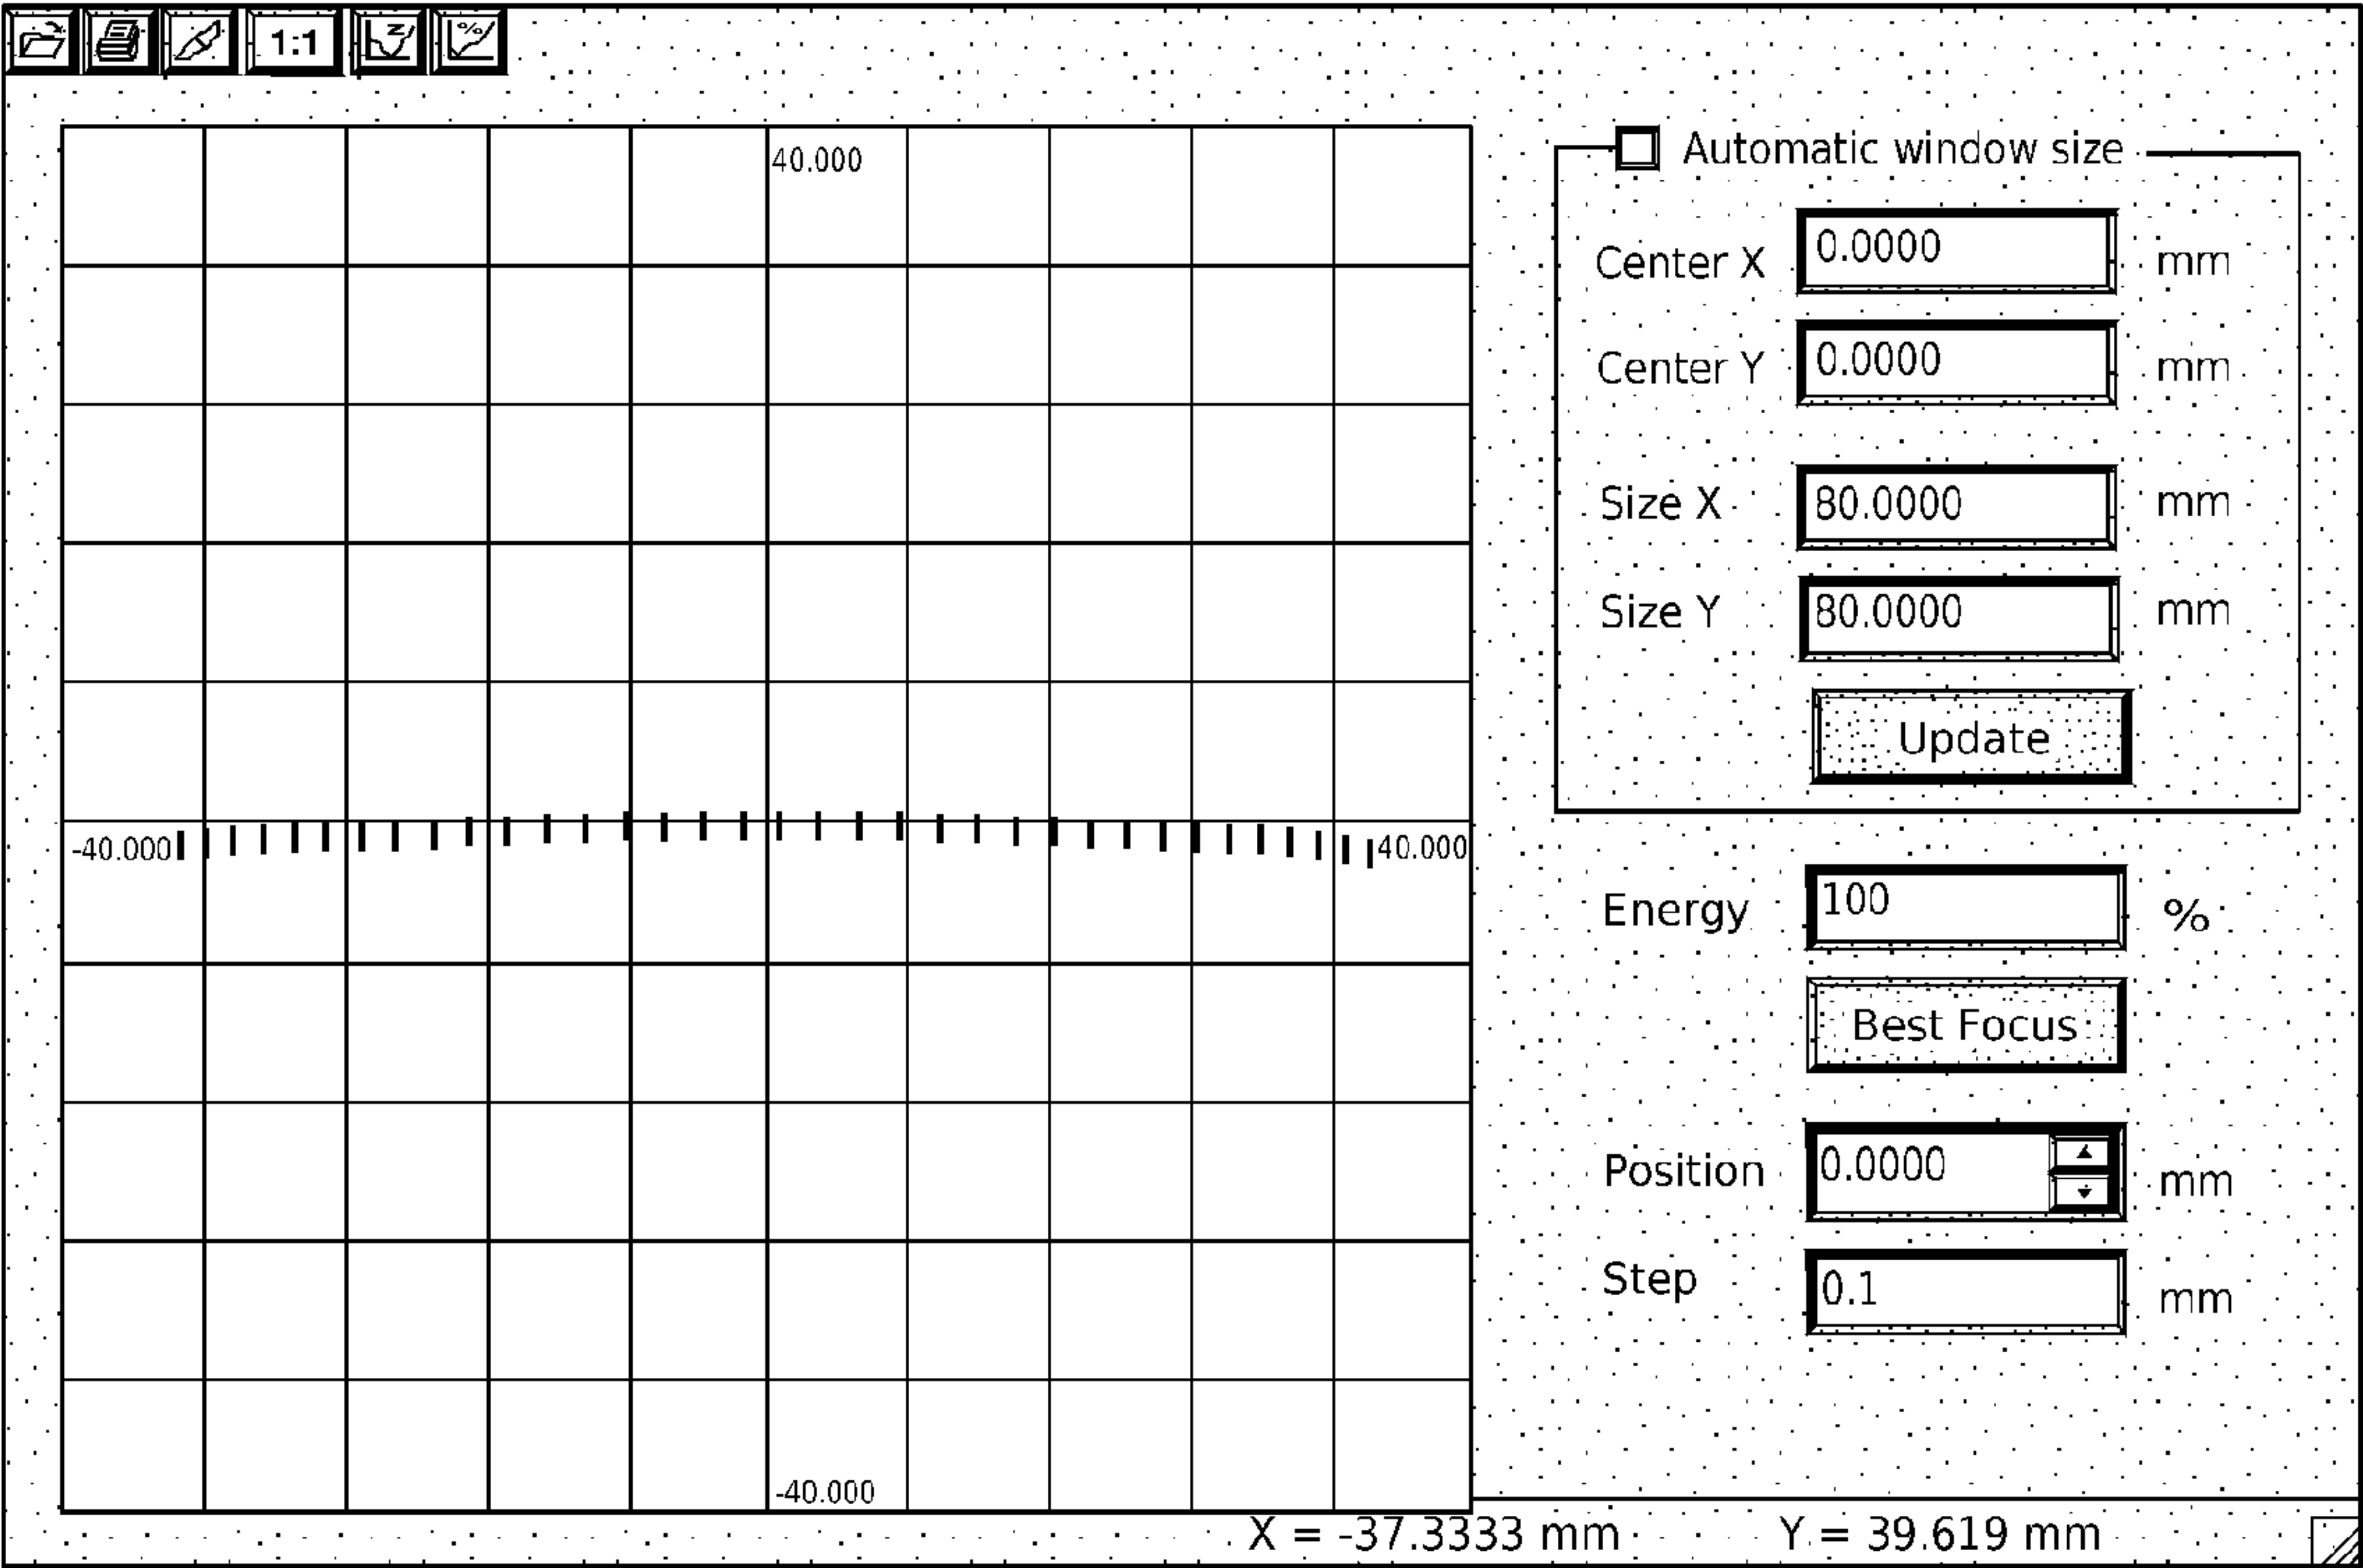 1:1
Z
%
40.000
-40.000
40.000
-40.000
Automatic window size
Center X 0.0000 mm
Center Y 0.0000 mm
Size X 80.0000 mm
Size Y 80.0000 mm
Update
Energy 100 %
Best Focus
Position 0.0000 mm
Step 0.1 mm
X = -37.3333 mm Y = 39.619 mm